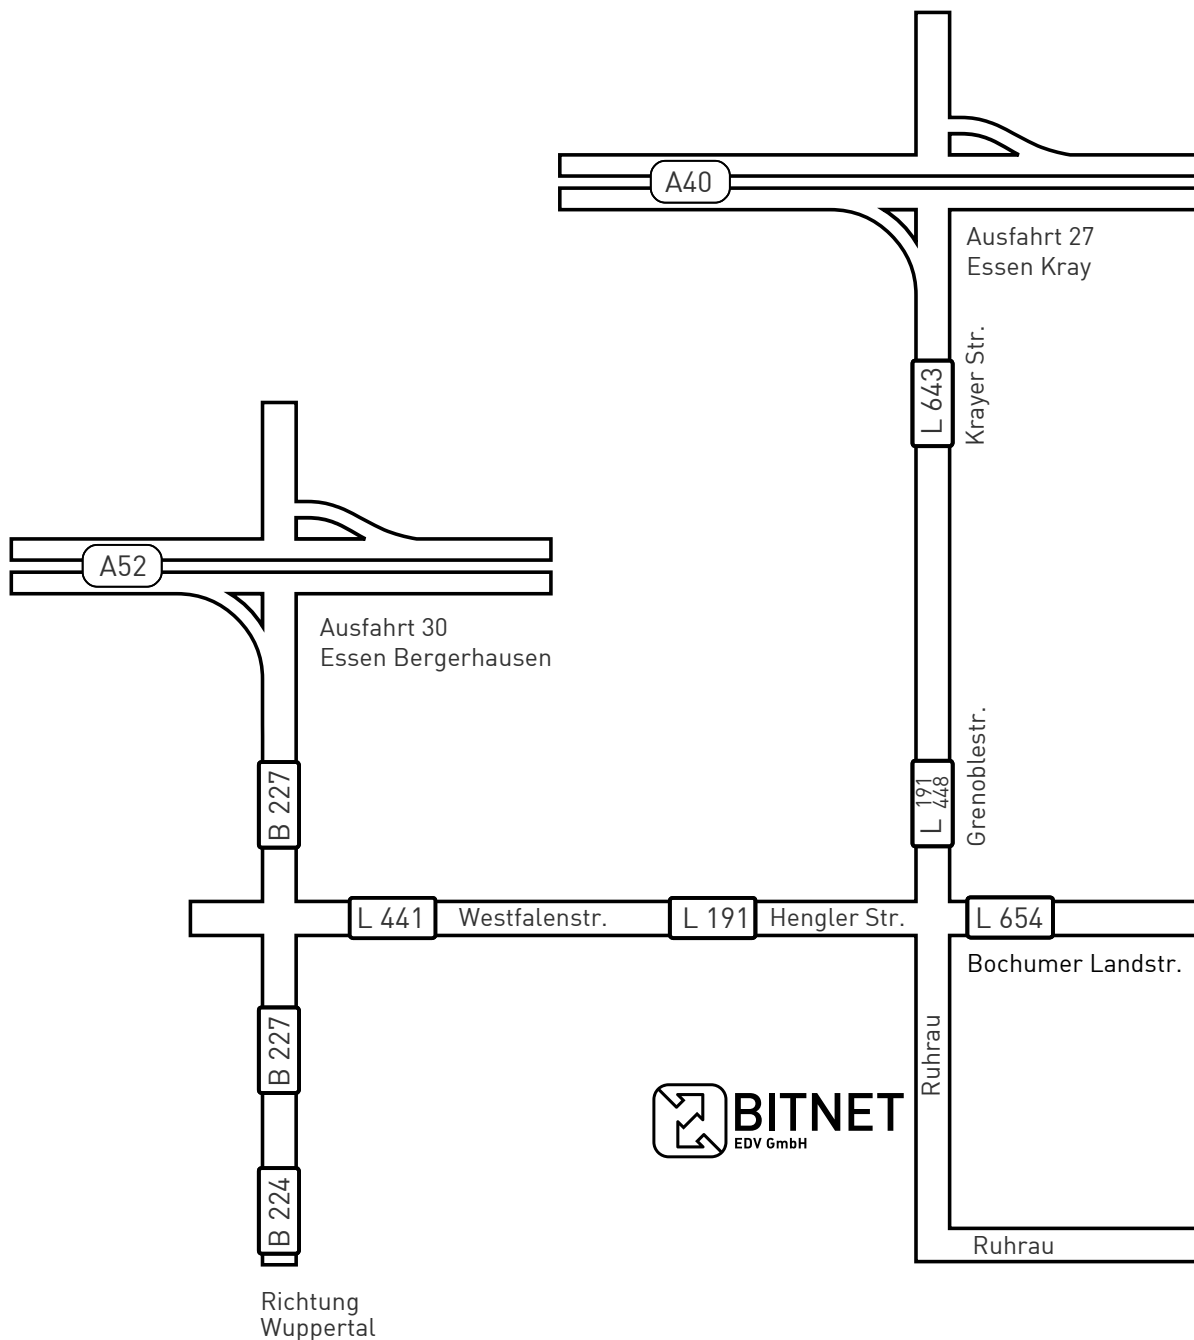 A40
Ausfahrt 27
Essen Kray
L 643
Krayer Str.
A52
Ausfahrt 30
Essen Bergerhausen
B 227
L 191
448
Grenoblestr.
L 441
Westfalenstr.
L 191
Hengler Str.
L 654
Bochumer Landstr.
B 227
Ruhrau
BITNET
EDV GmbH
B 224
Ruhrau
Richtung
Wuppertal